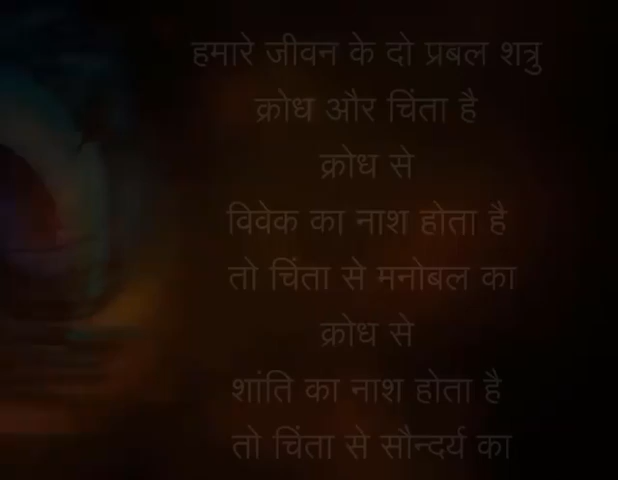 हमारे जीवन के दो प्रबल शत्रु
क्रोध और चिंता है
क्रोध से
विवेक का नाश होता है
तो चिंता से मनोबल का
क्रोध से
शांति का नाश होता है
तो चिंता से सौन्दर्य का